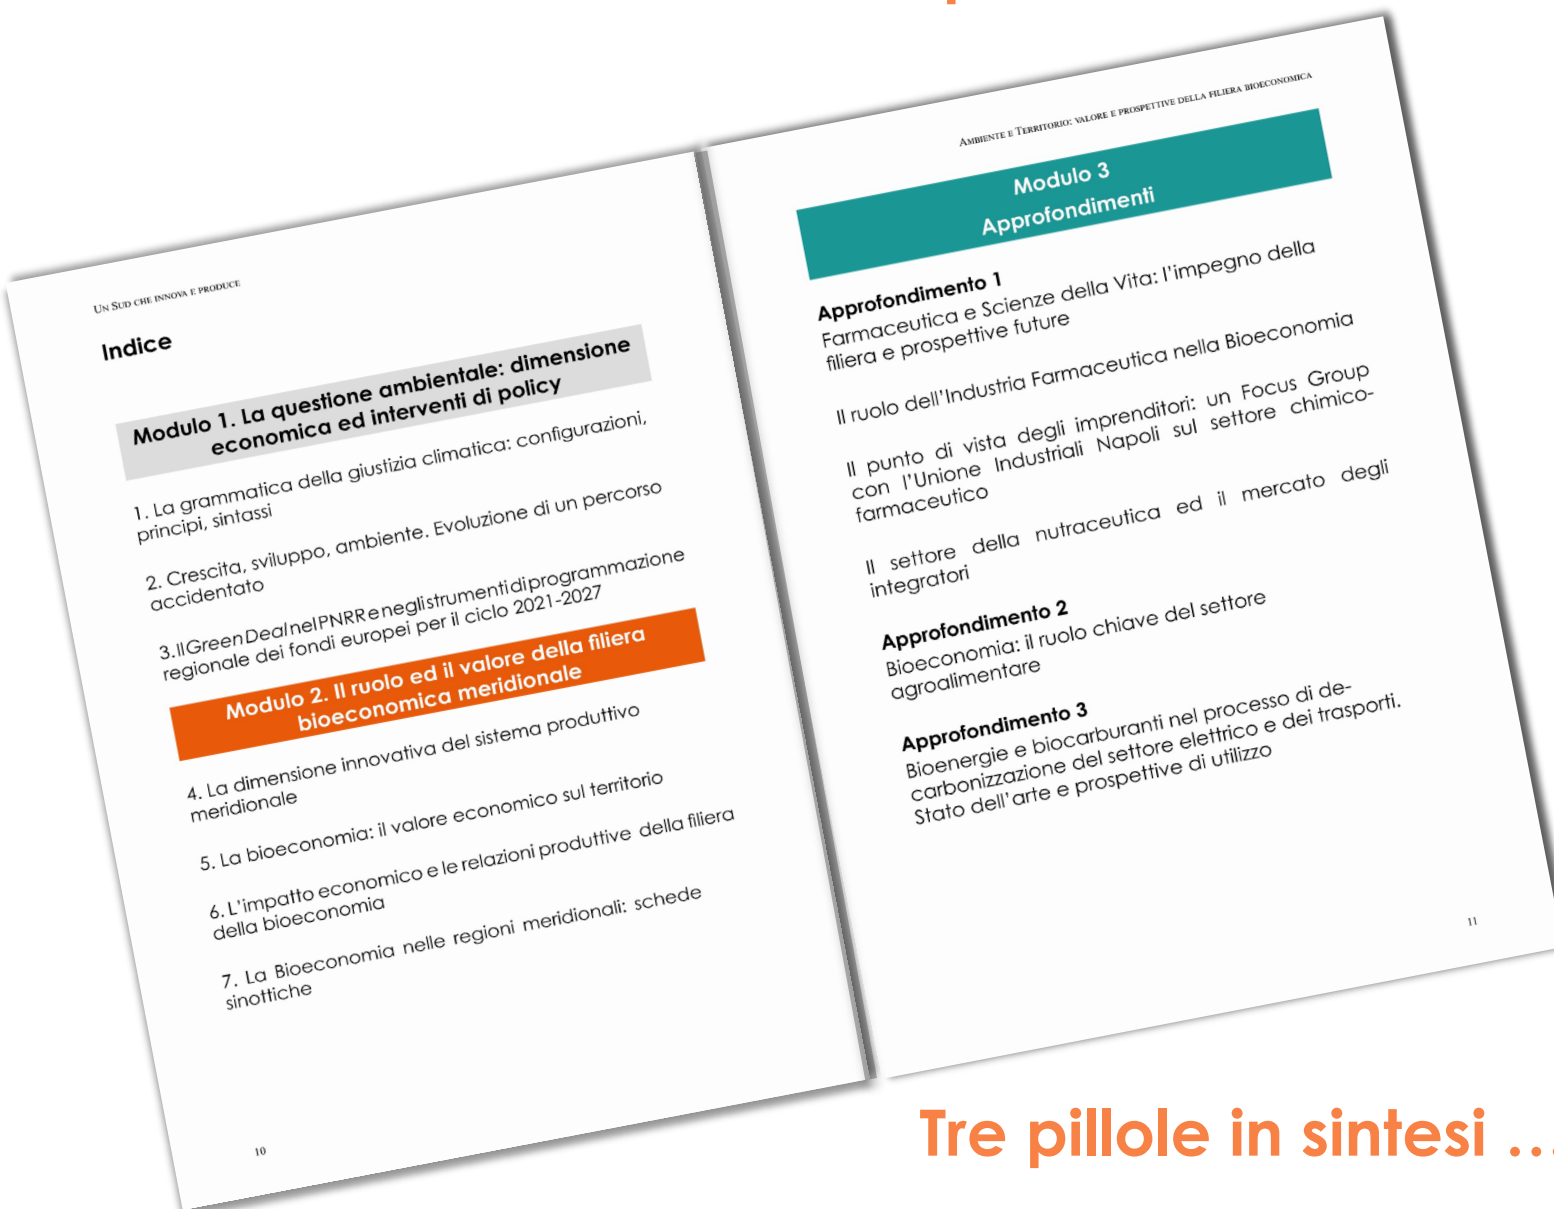 UN SUD CHE INNOVA E PRODUCE
Indice
Modulo 1. La questione ambientale: dimensione
economica ed interventi di policy
1. La grammatica della giustizia climatica: configurazioni,
principi, sintassi
2. Crescita, sviluppo, ambiente. Evoluzione di un percorso
accidentato
3. Il Green Deal nel PNRR e negli strumenti di programmazione
regionale dei fondi europei per il ciclo 2021-2027
Modulo 2. Il ruolo ed il valore della filiera
bioeconomica meridionale
4. La dimensione innovativa del sistema produttivo
meridionale
5. La bioeconomia: il valore economico sul territorio
6. L'impatto economico e le relazioni produttive della filiera
della bioeconomia
7. La Bioeconomia nelle regioni meridionali: schede
sinottiche
10
AMBIENTE E TERRITORIO: VALORE E PROSPETTIVE DELLA FILIERA BIOECONOMICA
Modulo 3
Approfondimenti
Approfondimento 1
Farmaceutica e Scienze della Vita: l'impegno della
filiera e prospettive future
Il ruolo dell'Industria Farmaceutica nella Bioeconomia
Il punto di vista degli imprenditori: un Focus Group
con l'Unione Industriali Napoli sul settore chimico-
farmaceutico
Il settore della nutraceutica ed il mercato degli
integratori
Approfondimento 2
Bioeconomia: il ruolo chiave del settore
agroalimentare
Approfondimento 3
Bioenergie e biocarburanti nel processo di de-
carbonizzazione del settore elettrico e dei trasporti.
Stato dell'arte e prospettive di utilizzo
11
Tre pillole in sintesi …